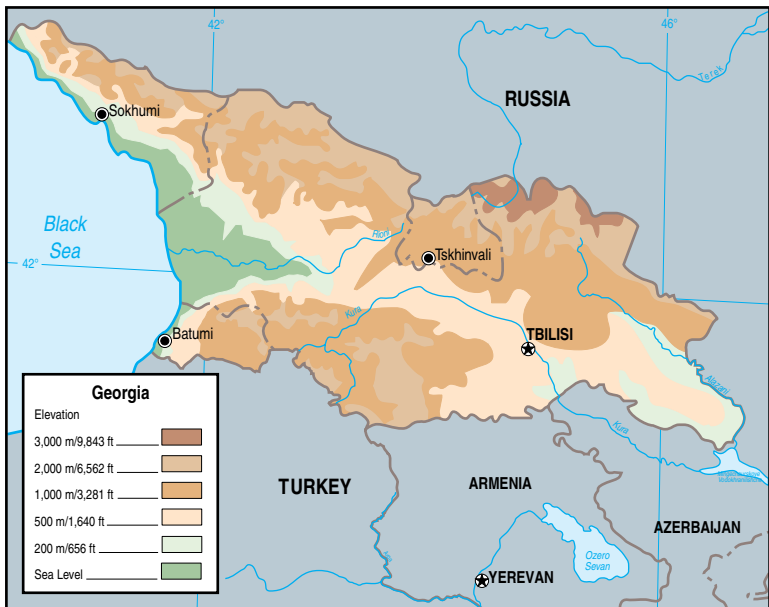 42°
46°
Terek
RUSSIA
Sokhumi
Black
Sea
Rioni
Tskhinvali
42°
Kura
TBILISI
Batumi
Alazani
Georgia
Elevation
3,000 m/9,843 ft
2,000 m/6,562 ft
1,000 m/3,281 ft
500 m/1,640 ft
200 m/656 ft
Sea Level
Kura
TURKEY
ARMENIA
AZERBAIJAN
Ozero
Sevan
YEREVAN
42°
46°